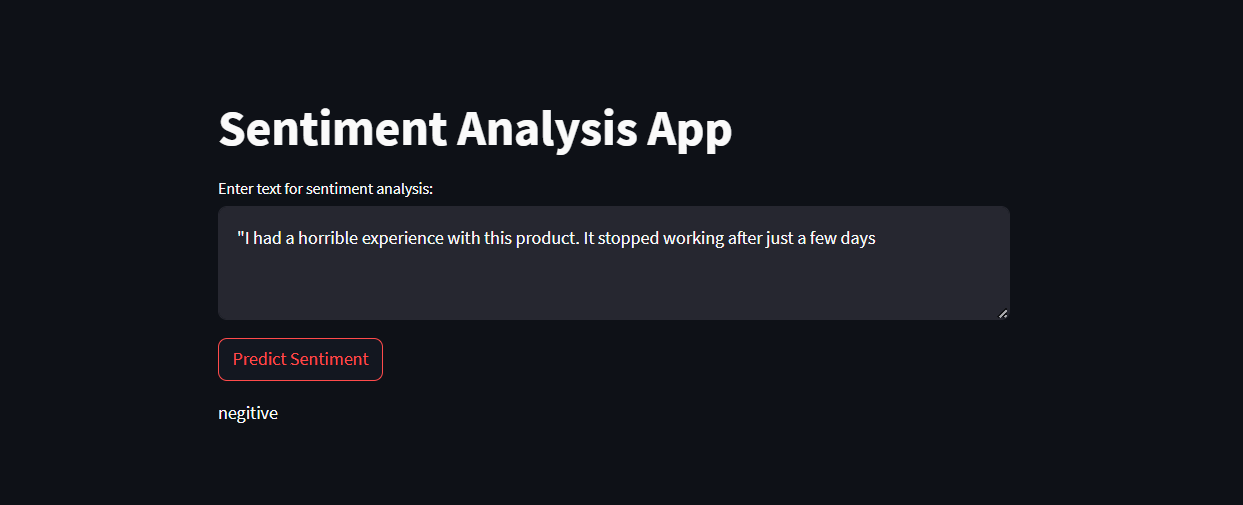 Sentiment Analysis App
Enter text for sentiment analysis:
"I had a horrible experience with this product. It stopped working after just a few days
Predict Sentiment
negitive